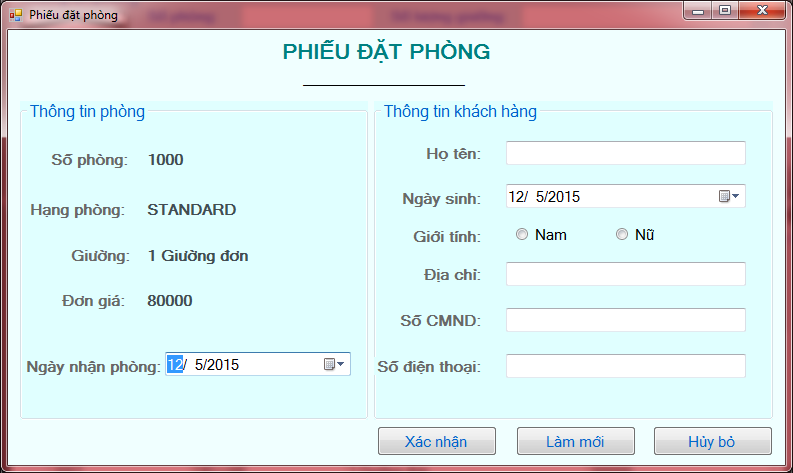 Phiếu đặt phòng
PHIẾU ĐẶT PHÒNG
Thông tin phòng
Số phòng: 1000
Hạng phòng: STANDARD
Giường: 1 Giường đơn
Đơn giá: 80000
Ngày nhận phòng: 12/ 5/2015
Thông tin khách hàng
Họ tên:
Ngày sinh: 12/ 5/2015
Giới tính: Nam Nữ
Địa chỉ:
Số CMND:
Số điện thoại:
Xác nhận Làm mới Hủy bỏ